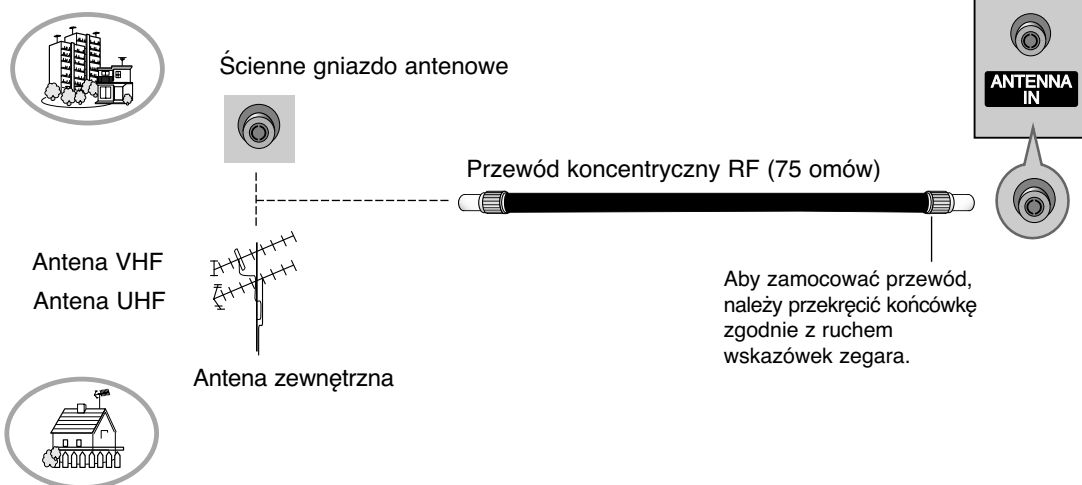 Ścienne gniazdo antenowe
ANTENNA
IN
Przewód koncentryczny RF (75 omów)
Antena VHF
Antena UHF
Aby zamocować przewód,
należy przekręcić końcówkę
zgodnie z ruchem
wskazówek zegara.
Antena zewnętrzna